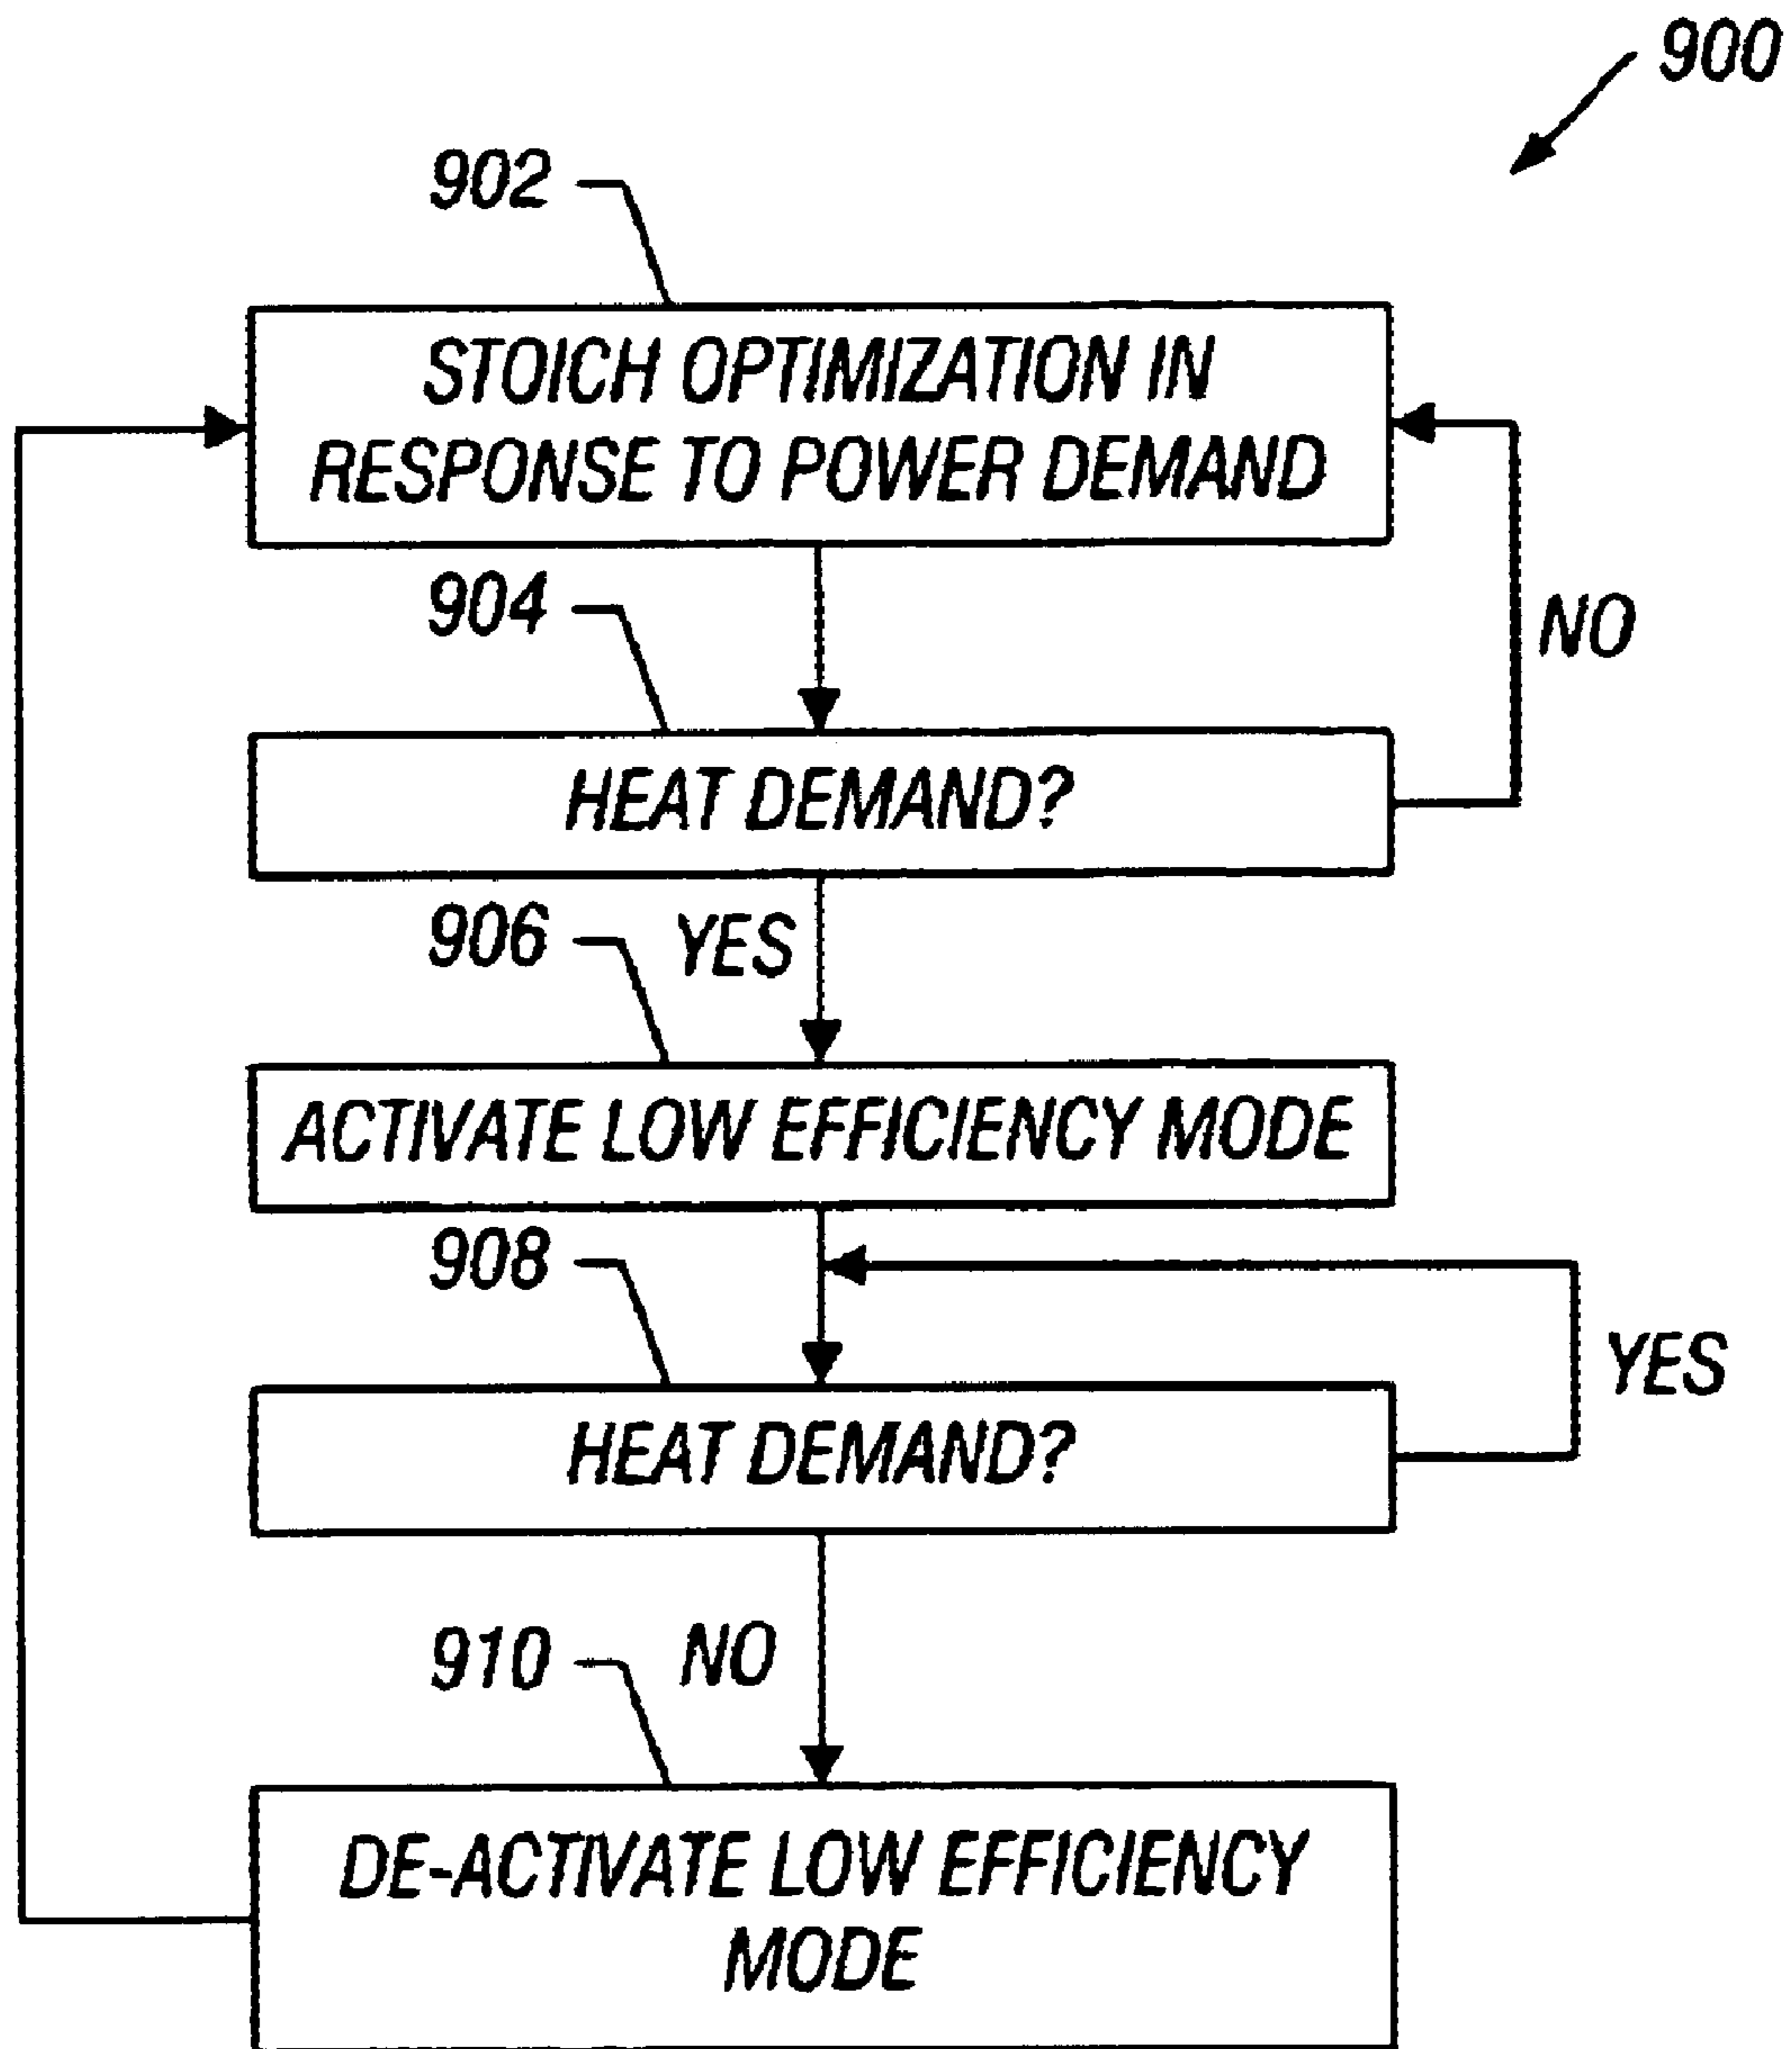 900
902
STOICH OPTIMIZATION IN
RESPONSE TO POWER DEMAND
904
NO
HEAT DEMAND?
906
YES
ACTIVATE LOW EFFICIENCY MODE
908
YES
HEAT DEMAND?
910
NO
DE-ACTIVATE LOW EFFICIENCY
MODE